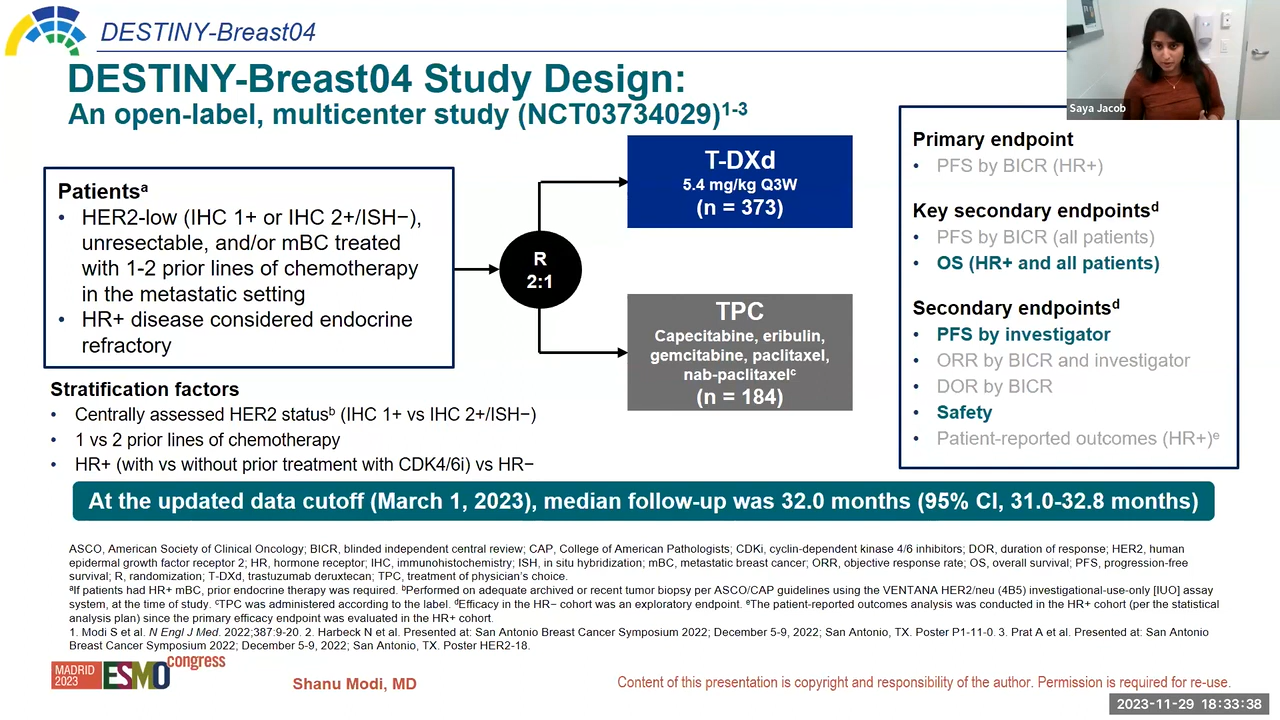 DESTINY-Breast04
DESTINY-Breast04 Study Design:
An open-label, multicenter study (NCT03734029)1-3
Saya Jacob
Patientsa
• HER2-low (IHC 1+ or IHC 2+/ISH−),
unresectable, and/or mBC treated
with 1-2 prior lines of chemotherapy
in the metastatic setting
• HR+ disease considered endocrine
refractory
R
2:1
T-DXd
5.4 mg/kg Q3W
(n = 373)
TPC
Capecitabine, eribulin,
gemcitabine, paclitaxel,
nab-paclitaxelc
(n = 184)
Primary endpoint
• PFS by BICR (HR+)
Key secondary endpointsd
• PFS by BICR (all patients)
• OS (HR+ and all patients)
Secondary endpointsd
• PFS by investigator
• ORR by BICR and investigator
• DOR by BICR
• Safety
• Patient-reported outcomes (HR+)e
Stratification factors
• Centrally assessed HER2 statusb (IHC 1+ vs IHC 2+/ISH−)
• 1 vs 2 prior lines of chemotherapy
• HR+ (with vs without prior treatment with CDK4/6i) vs HR−
At the updated data cutoff (March 1, 2023), median follow-up was 32.0 months (95% CI, 31.0-32.8 months)
ASCO, American Society of Clinical Oncology; BICR, blinded independent central review; CAP, College of American Pathologists; CDKi, cyclin-dependent kinase 4/6 inhibitors; DOR, duration of response; HER2, human
epidermal growth factor receptor 2; HR, hormone receptor; IHC, immunohistochemistry; ISH, in situ hybridization; mBC, metastatic breast cancer; ORR, objective response rate; OS, overall survival; PFS, progression-free
survival; R, randomization; T-DXd, trastuzumab deruxtecan; TPC, treatment of physician's choice.
aIf patients had HR+ mBC, prior endocrine therapy was required. bPerformed on adequate archived or recent tumor biopsy per ASCO/CAP guidelines using the VENTANA HER2/neu (4B5) investigational-use-only [IUO] assay
system, at the time of study. cTPC was administered according to the label. dEfficacy in the HR− cohort was an exploratory endpoint. eThe patient-reported outcomes analysis was conducted in the HR+ cohort (per the statistical
analysis plan) since the primary efficacy endpoint was evaluated in the HR+ cohort.
1. Modi S et al. N Engl J Med. 2022;387:9-20. 2. Harbeck N et al. Presented at: San Antonio Breast Cancer Symposium 2022; December 5-9, 2022; San Antonio, TX. Poster P1-11-0. 3. Prat A et al. Presented at: San Antonio
Breast Cancer Symposium 2022; December 5-9, 2022; San Antonio, TX. Poster HER2-18.
MADRID
2023
ESMO congress
Shanu Modi, MD
Content of this presentation is copyright and responsibility of the author. Permission is required for re-use.
2023-11-29 18:33:38